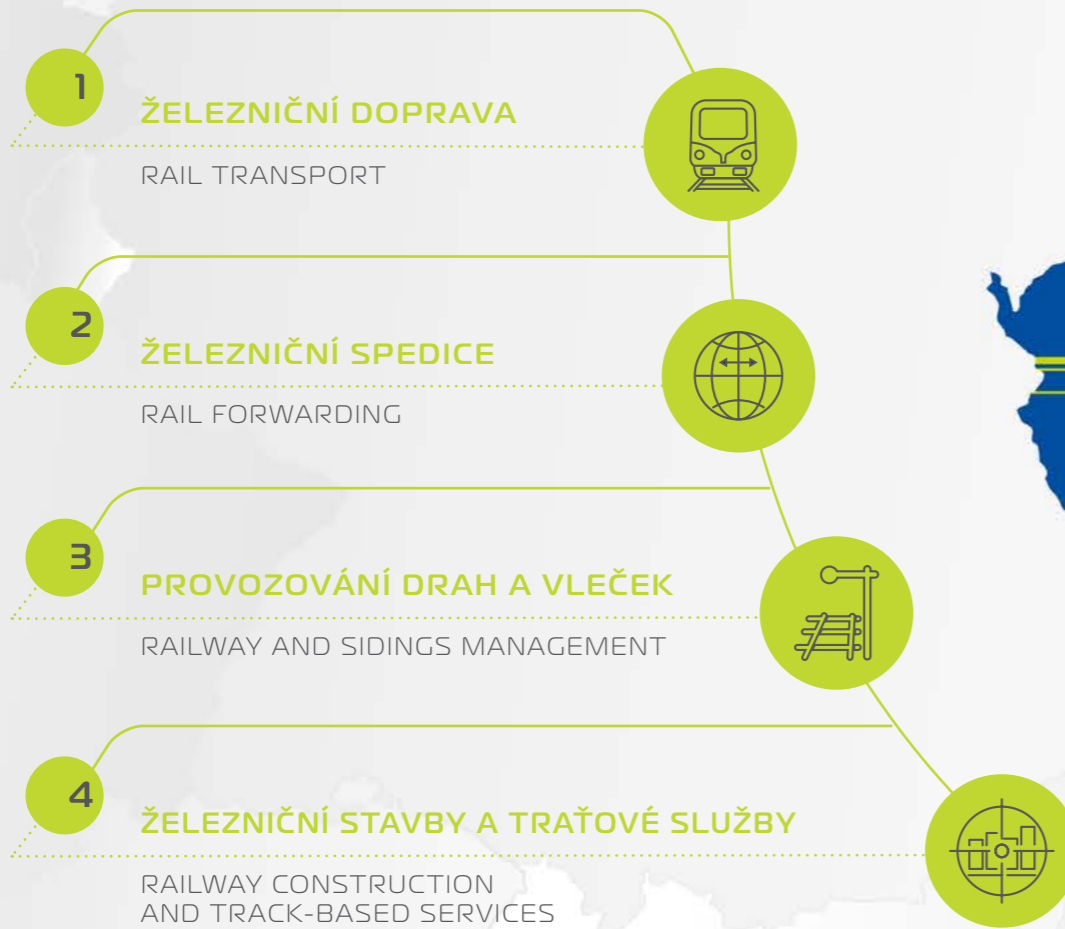 1
ŽELEZNIČNÍ DOPRAVA
RAIL TRANSPORT
2
ŽELEZNIČNÍ SPEDICE
RAIL FORWARDING
3
PROVOZOVÁNÍ DRAH A VLEČEK
RAILWAY AND SIDINGS MANAGEMENT
4
ŽELEZNIČNÍ STAVBY A TRAŤOVÉ SLUŽBY
RAILWAY CONSTRUCTION
AND TRACK-BASED SERVICES